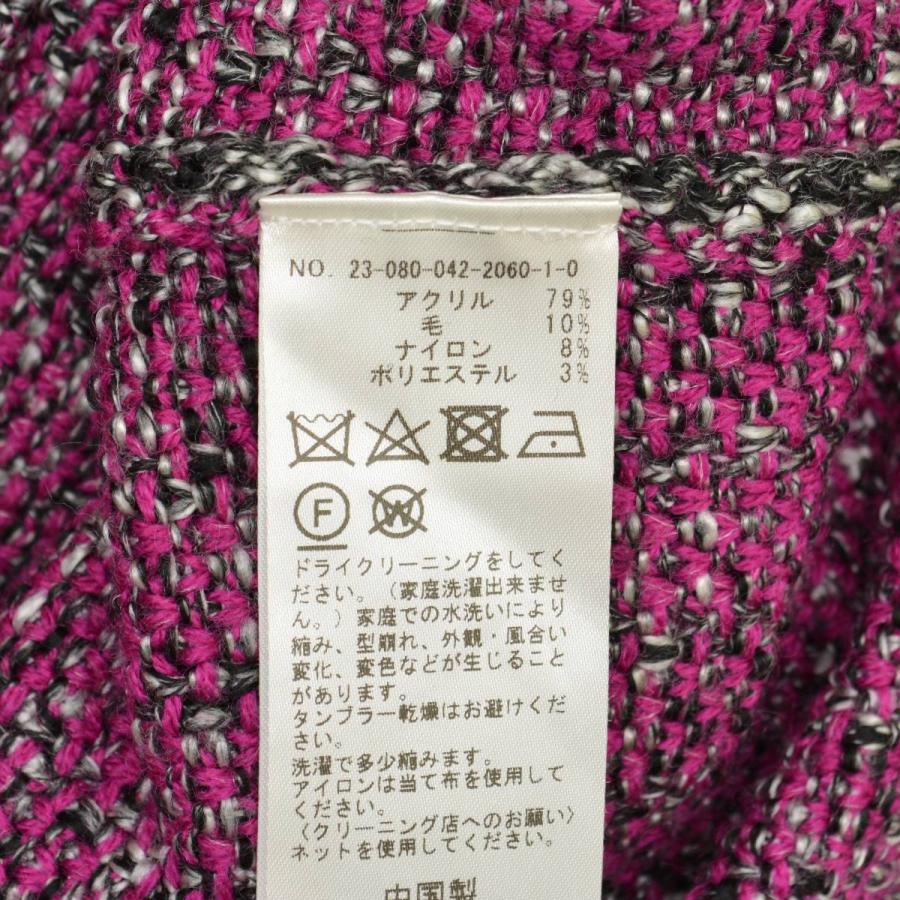 NO. 23-080-042-2060-1-0
アクリル 79%
毛 10%
ナイロン 8%
ポリエステル 3%
F W
ドライクリーニングをしてく
ださい。(家庭洗濯出来ませ
ん。)家庭での水洗いにより
縮み、型崩れ、外観・風合い
変化、変色などが生じること
があります。
タンブラー乾燥はお避けくだ
さい。
洗濯で多少縮みます。
アイロンは当て布を使用して
ください。
〈クリーニング店へのお願い〉
ネットを使用してください。
中国製